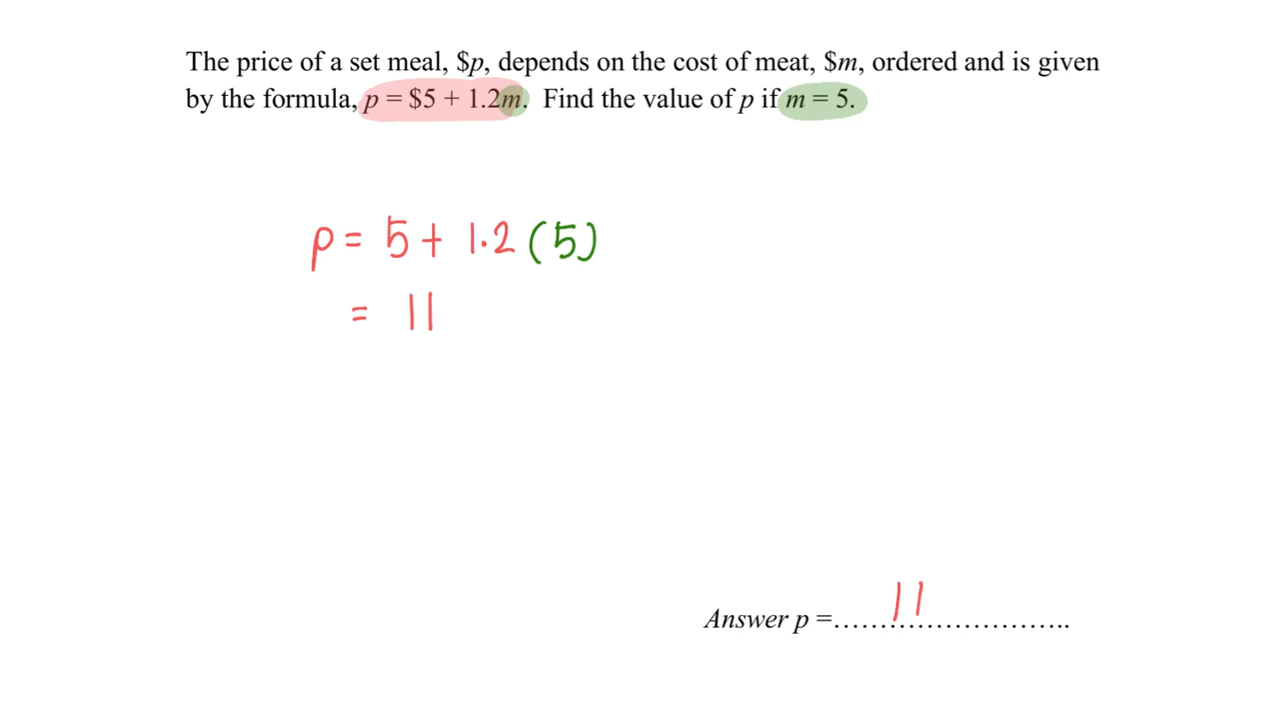 The price of a set meal, $p, depends on the cost of meat, $m, ordered and is given
by the formula, p = $5 + 1.2m. Find the value of p if m = 5.
p = 5 + 1.2 (5)
= 11
Answer p =............11............